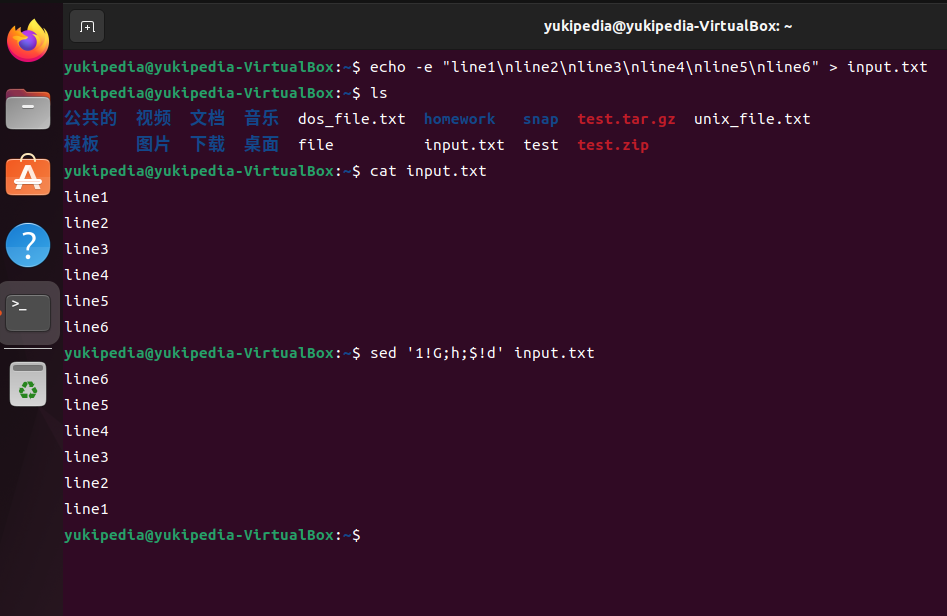 yukipedia@yukipedia-VirtualBox: ~
yukipedia@yukipedia-VirtualBox:~$ echo -e "line1\nline2\nline3\nline4\nline5\nline6" > input.txt
yukipedia@yukipedia-VirtualBox:~$ ls
公共的 视频 文档 音乐 dos_file.txt homework snap test.tar.gz unix_file.txt
模板 图片 下载 桌面 file input.txt test test.zip
yukipedia@yukipedia-VirtualBox:~$ cat input.txt
line1
line2
line3
line4
line5
line6
yukipedia@yukipedia-VirtualBox:~$ sed '1!G;h;$!d' input.txt
line6
line5
line4
line3
line2
line1
yukipedia@yukipedia-VirtualBox:~$